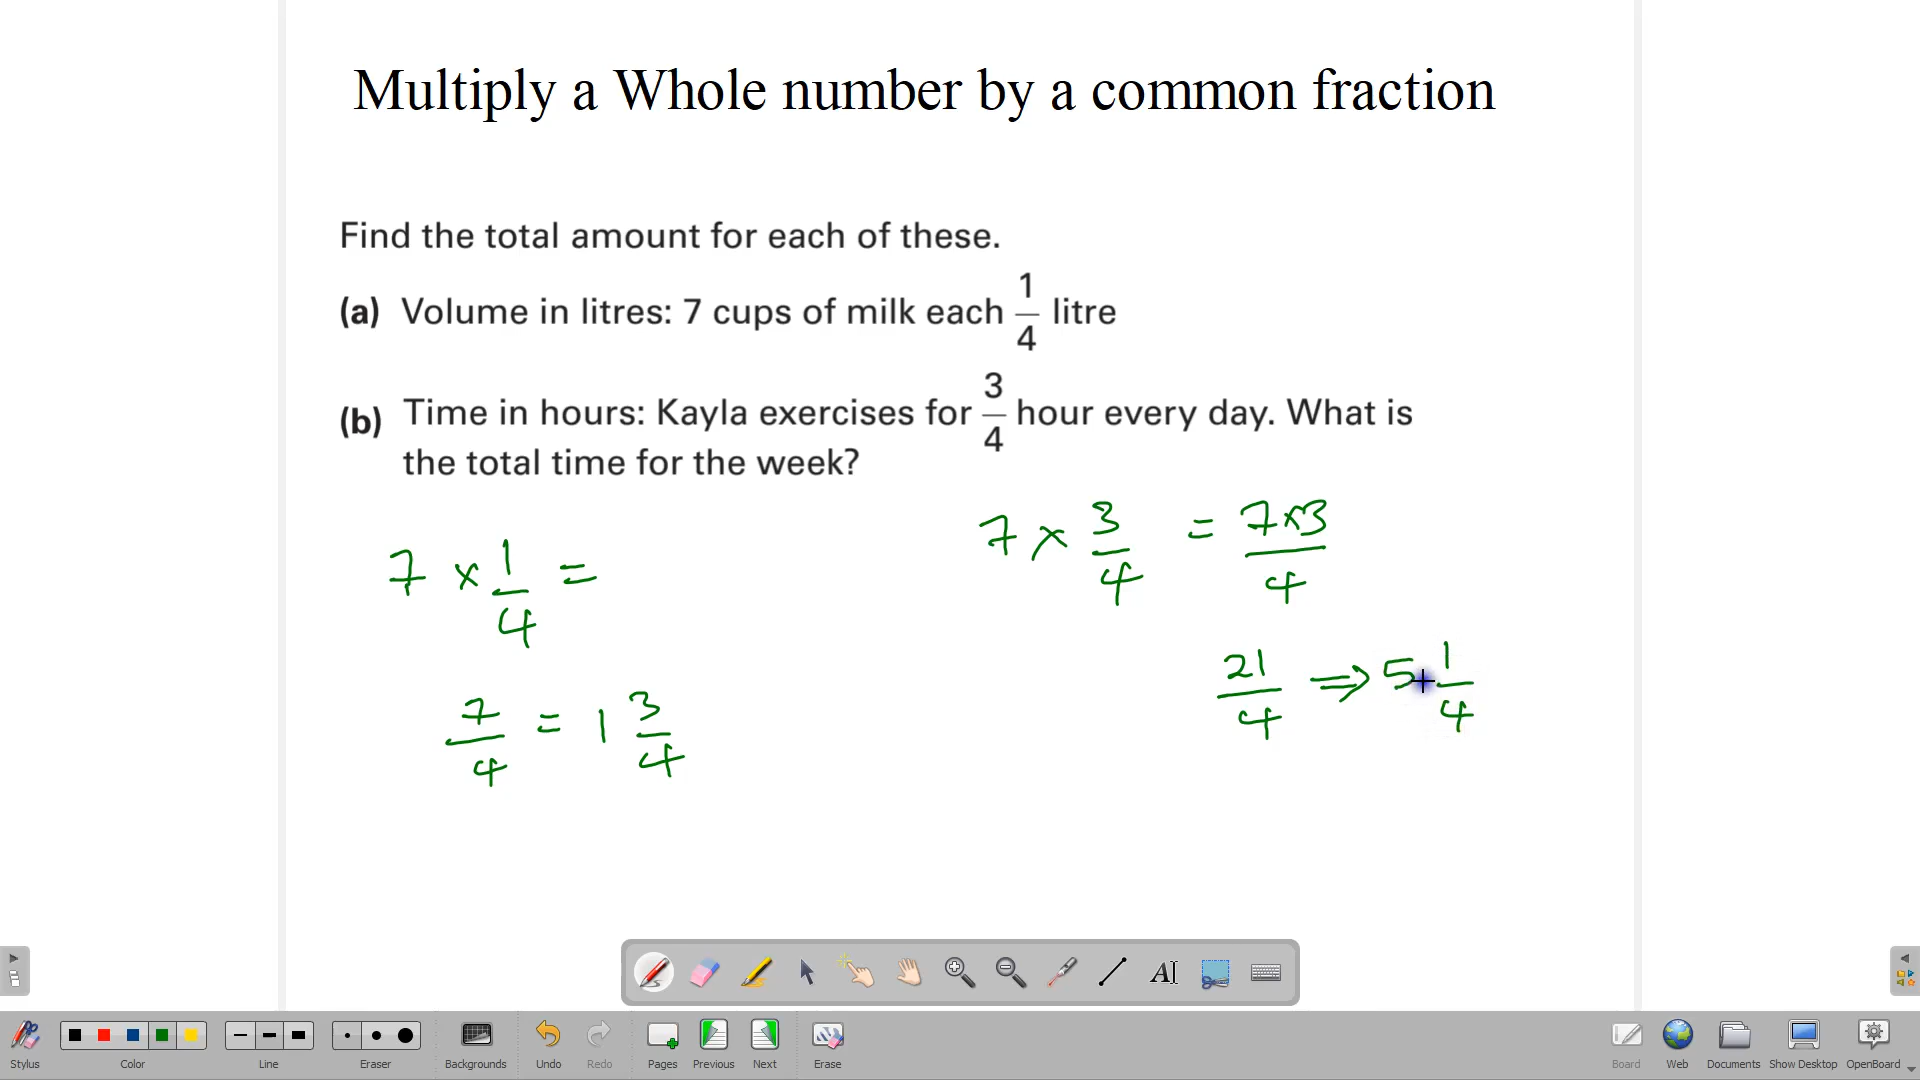 Multiply a Whole number by a common fraction
Find the total amount for each of these.
(a) Volume in litres: 7 cups of milk each 1/4 litre
(b) Time in hours: Kayla exercises for 3/4 hour every day. What is
the total time for the week?
7 × 1/4 =
7/4 = 1 3/4
7 × 3/4 = 7×3/4
21/4 ⇒ 5 1/4
AI
Stylus
Color
Line
Eraser
Backgrounds
Undo
Redo
Pages
Previous
Next
Erase
Board
Web
Documents
Show Desktop
OpenBoard